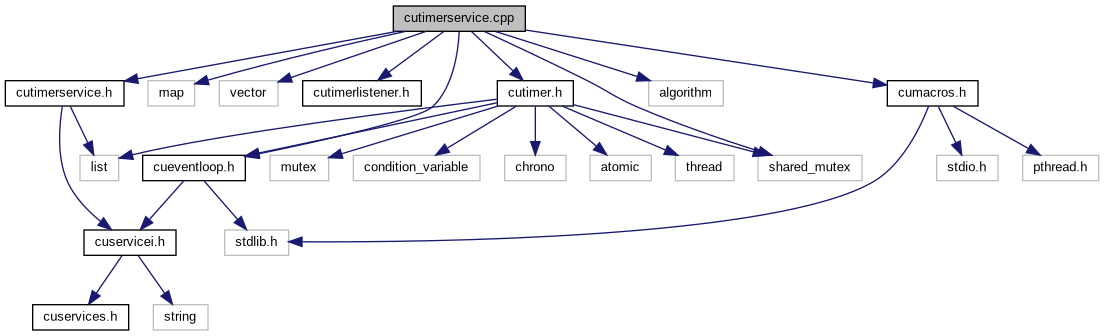 cutimerservice.cpp
cutimerservice.h
map
vector
cutimerlistener.h
cutimer.h
algorithm
cumacros.h
list
cueventloop.h
mutex
condition_variable
chrono
atomic
thread
shared_mutex
stdio.h
pthread.h
cuservicei.h
stdlib.h
cuservices.h
string